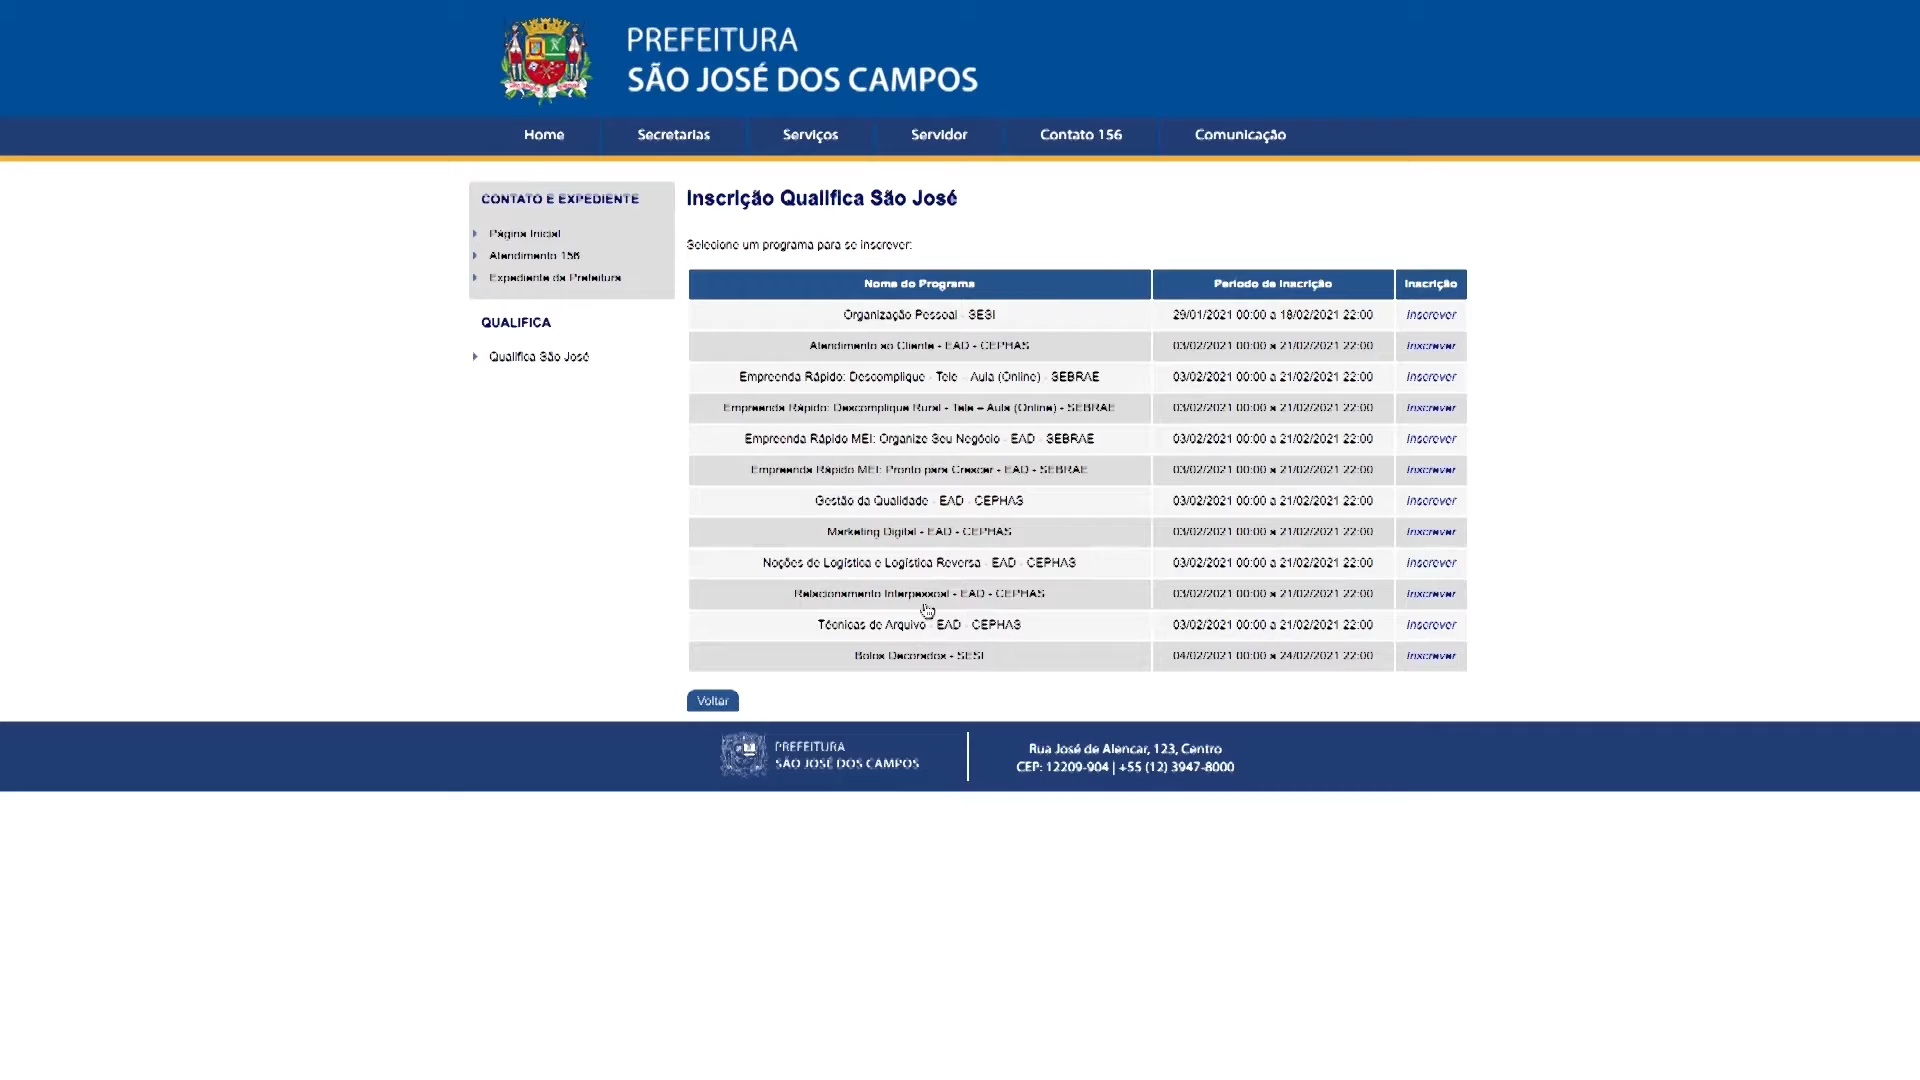 PREFEITURA
SÃO JOSÉ DOS CAMPOS
Home Secretarias Serviços Servidor Contato 156 Comunicação
CONTATO E EXPEDIENTE
Página Inicial
Atendimento 156
Expediente da Prefeitura
QUALIFICA
Qualifica São José
Inscrição Qualifica São José
Selecione um programa para se inscrever:
Nome do Programa Período de Inscrição Inscrição
Organização Pessoal - SESI 29/01/2021 00:00 a 18/02/2021 22:00 Inscrever
Atendimento ao Cliente - EAD - CEPHAS 03/02/2021 00:00 a 21/02/2021 22:00 Inscrever
Empreenda Rápido: Descomplique - Tele – Aula (Online) - SEBRAE 03/02/2021 00:00 a 21/02/2021 22:00 Inscrever
Empreenda Rápido: Descomplique Rural - Tele – Aula (Online) - SEBRAE 03/02/2021 00:00 a 21/02/2021 22:00 Inscrever
Empreenda Rápido MEI: Organize Seu Negócio - EAD - SEBRAE 03/02/2021 00:00 a 21/02/2021 22:00 Inscrever
Empreenda Rápido MEI: Pronto para Crescer - EAD - SEBRAE 03/02/2021 00:00 a 21/02/2021 22:00 Inscrever
Gestão da Qualidade - EAD - CEPHAS 03/02/2021 00:00 a 21/02/2021 22:00 Inscrever
Marketing Digital - EAD - CEPHAS 03/02/2021 00:00 a 21/02/2021 22:00 Inscrever
Noções de Logística e Logística Reversa - EAD - CEPHAS 03/02/2021 00:00 a 21/02/2021 22:00 Inscrever
Relacionamento Interpessoal - EAD - CEPHAS 03/02/2021 00:00 a 21/02/2021 22:00 Inscrever
Técnicas de Arquivo - EAD - CEPHAS 03/02/2021 00:00 a 21/02/2021 22:00 Inscrever
Bolos Decorados - SESI 04/02/2021 00:00 a 24/02/2021 22:00 Inscrever
Voltar
PREFEITURA
SÃO JOSÉ DOS CAMPOS
Rua José de Alencar, 123, Centro
CEP: 12209-904 | +55 (12) 3947-8000